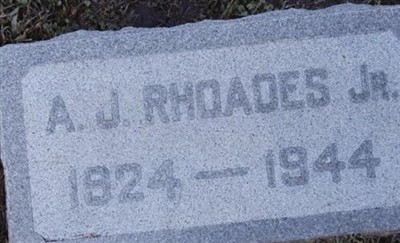 A. J. RHOADES JR.
1824 — 1944